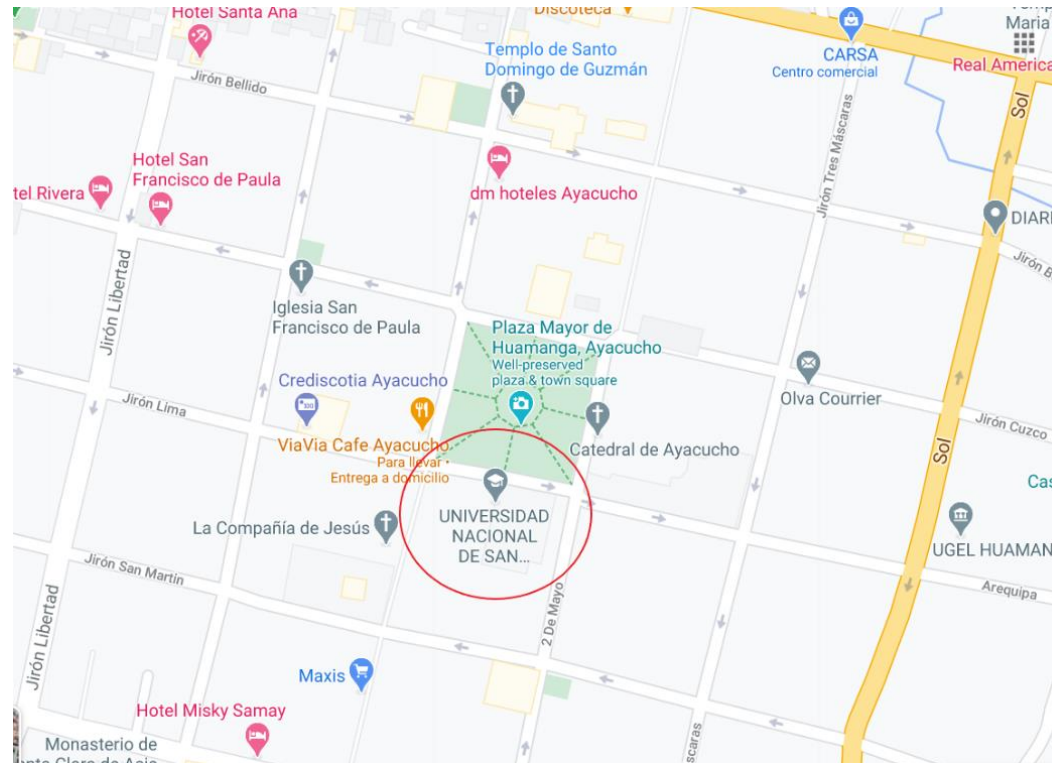 Hotel Santa Ana
Discoteca
Maria
CARSA
Centro comercial
Real America
Templo de Santo
Domingo de Guzmán
Jirón Bellido
Sol
Jirón Tres Máscaras
Hotel San
Francisco de Paula
tel Rivera
dm hoteles Ayacucho
DIARI
Jirón B
Jirón Libertad
Iglesia San
Francisco de Paula
Plaza Mayor de
Huamanga, Ayacucho
Well-preserved
plaza & town square
Crediscotia Ayacucho
Olva Courrier
Jirón Lima
Jirón Cuzco
ViaVia Cafe Ayacucho
Para llevar ·
Entrega a domicilio
Catedral de Ayacucho
Sol
Cas
UNIVERSIDAD
NACIONAL
DE SAN...
La Compañía de Jesús
UGEL HUAMAN
Jirón San Martín
Arequipa
2 De Mayo
Jirón Libertad
Maxis
Hotel Misky Samay
scaras
Monasterio de